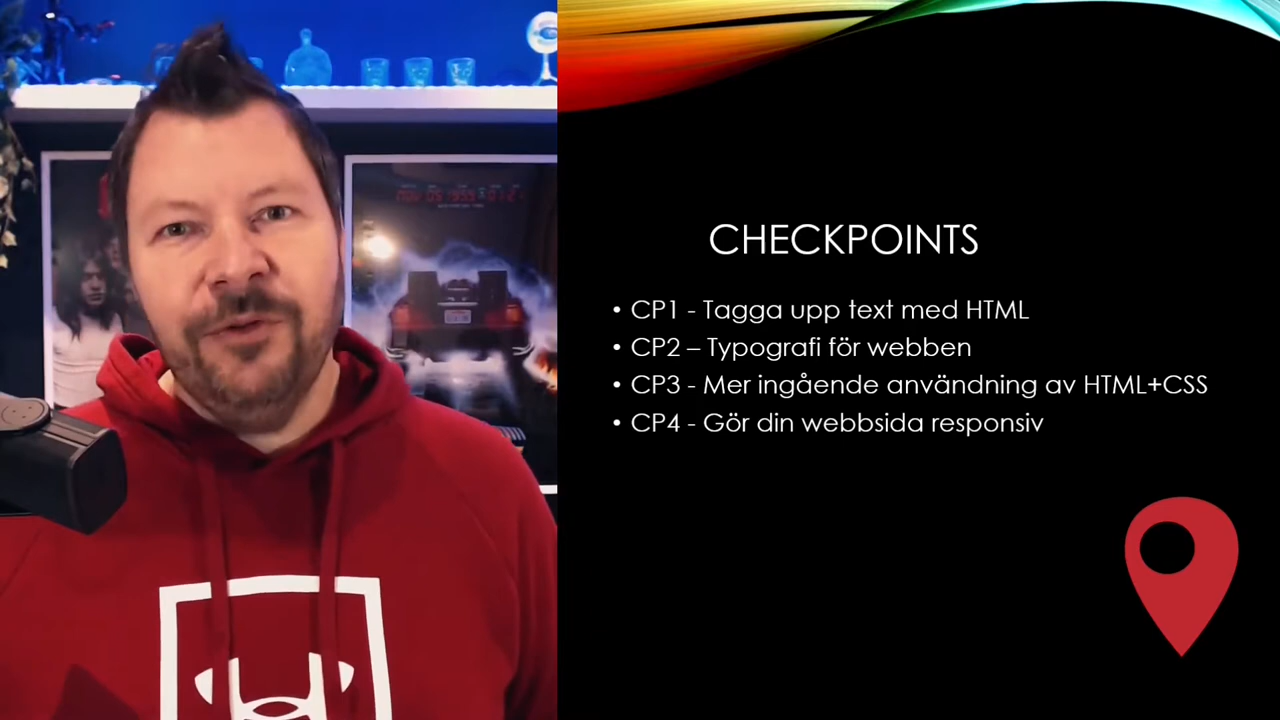 CHECKPOINTS
• CP1 - Tagga upp text med HTML
• CP2 – Typografi för webben
• CP3 - Mer ingående användning av HTML+CSS
• CP4 - Gör din webbsida responsiv